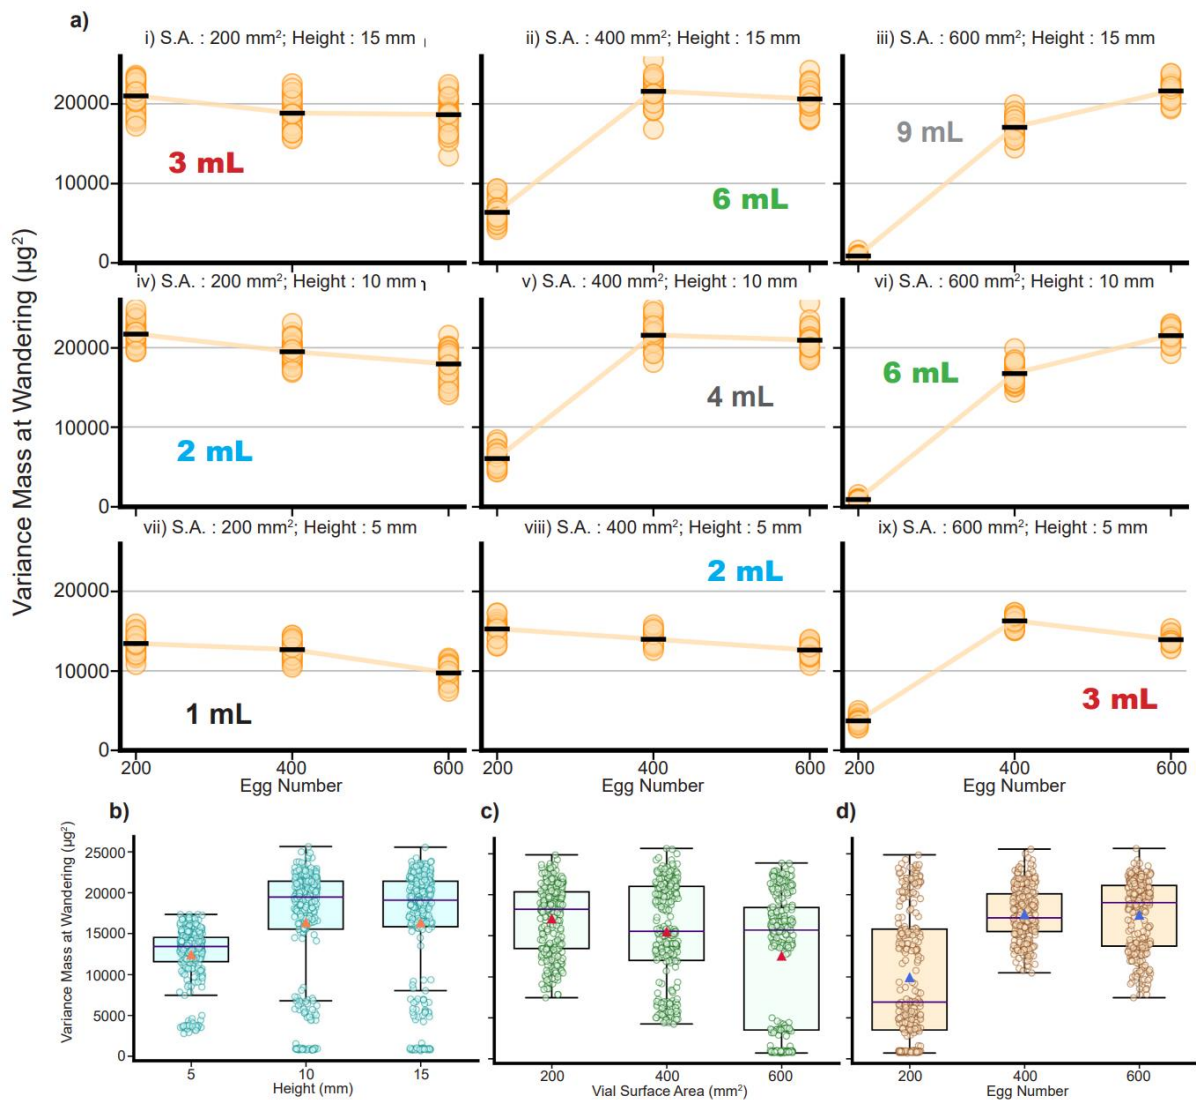 a)
i) S.A. : 200 mm²; Height : 15 mm
ii) S.A. : 400 mm²; Height : 15 mm
iii) S.A. : 600 mm²; Height : 15 mm
20000
10000
0
3 mL
6 mL
9 mL
iv) S.A. : 200 mm²; Height : 10 mm
v) S.A. : 400 mm²; Height : 10 mm
vi) S.A. : 600 mm²; Height : 10 mm
Variance Mass at Wandering (µg²)
20000
10000
0
2 mL
4 mL
6 mL
vii) S.A. : 200 mm²; Height : 5 mm
viii) S.A. : 400 mm²; Height : 5 mm
ix) S.A. : 600 mm²; Height : 5 mm
20000
10000
0
1 mL
2 mL
3 mL
200 400 600
200 400 600
200 400 600
Egg Number
Egg Number
Egg Number
b)
Variance Mass at Wandering (µg²)
25000
20000
15000
10000
5000
0
5 10 15
Height (mm)
c)
200 400 600
Vial Surface Area (mm²)
d)
200 400 600
Egg Number